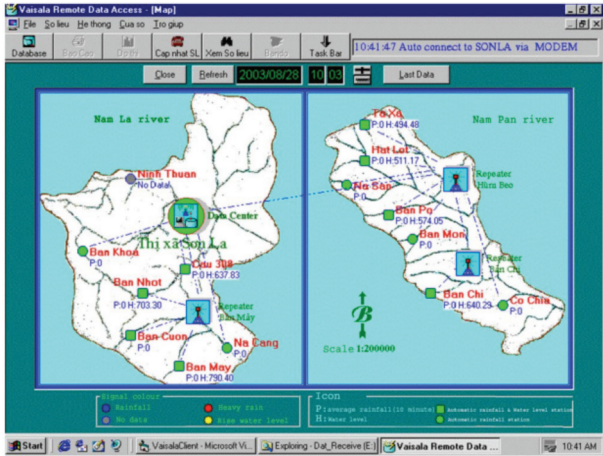 Vaisala Remote Data Access - [Map]
File So lieu He thong Cua so Tro giup
Database Bao Cao Do thi Cap nhat SL Xem So lieu Bando Task Bar
10:41:47 Auto connect to SONLA via MODEM
Close Refresh 2003/08/28 10 03 Last Data
Nam La river
Ninh Thuan
No Data!
Data Center
Thị xã Sơn La
Ban Khoa
P:0
Cau 308
P:0 H:637.83
Ban Nhot
P:0 H:703.30
Repeater
Bản Mây
Ban Cuon
P:0
Na Cang
P:0
Ban May
P:0 H:790.40
Nam Pan river
Ta Xa
P:0 H:494.48
Hat Lot
P:0 H:511.17
Repeater
Na San
P:0
Ban Po
P:0 H:574.05
Ban Mon
P:0
Repeater
Bản Chi
Ban Chi
P:0 H:640.29
Co Chia
P:0
B
Scale 1:200000
Signal colour
Rainfall
Heavy rain
No data
Rise water level
Icon
P:average rainfall(10 minute)
Automatic rainfall & Water level station
H:Water level
Automatic rainfall station
Start
VaisalaClient - Microsoft Vi...
Exploring - Dat_Receive (E:)
Vaisala Remote Data ...
10:41 AM